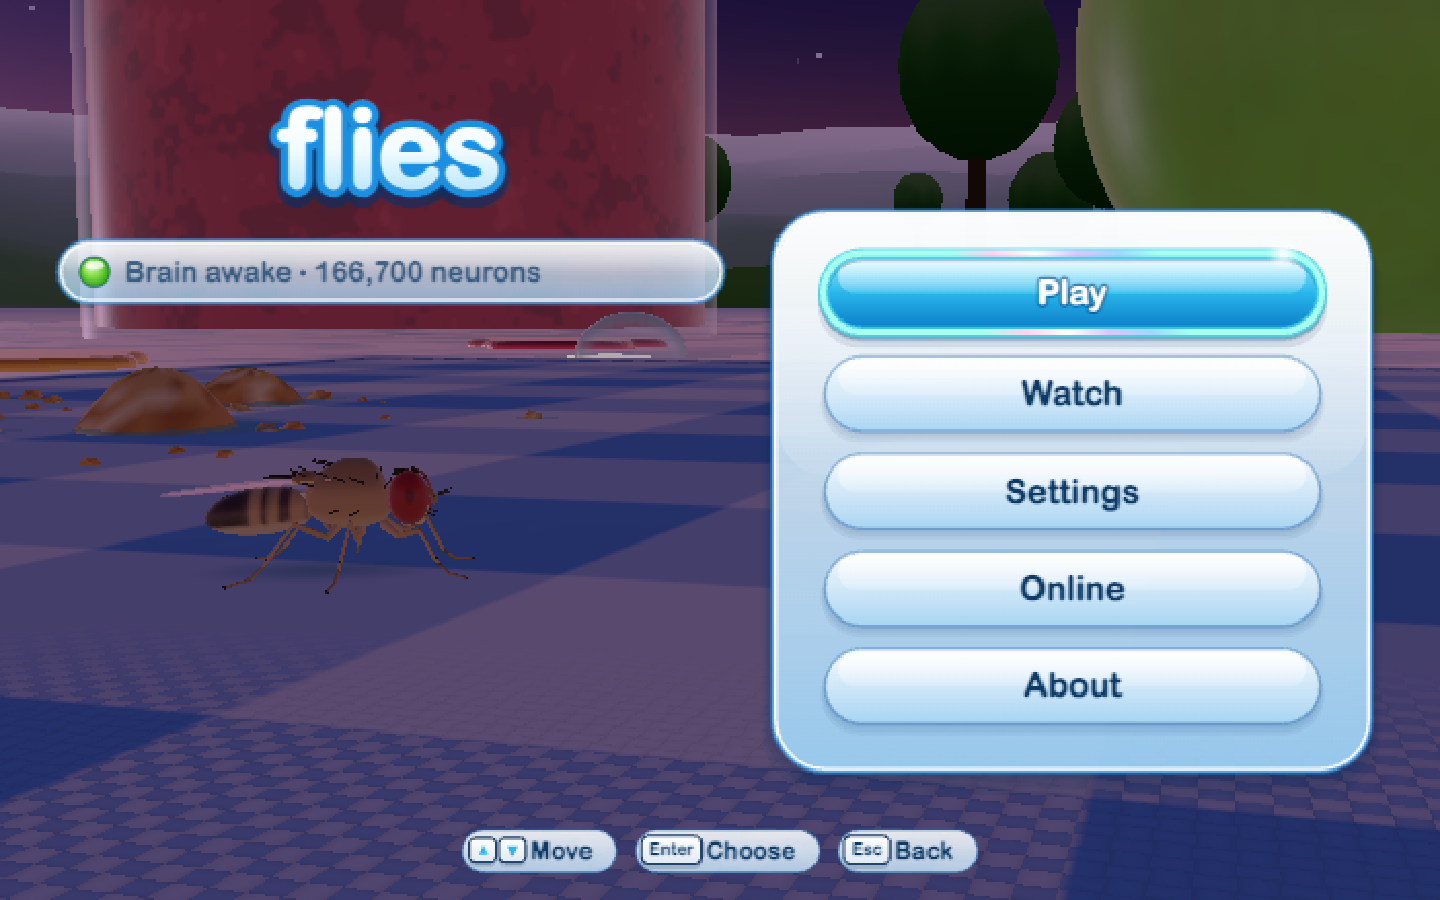 flies
Brain awake · 166,700 neurons
Play
Watch
Settings
Online
About
▲ ▼ Move Enter Choose Esc Back